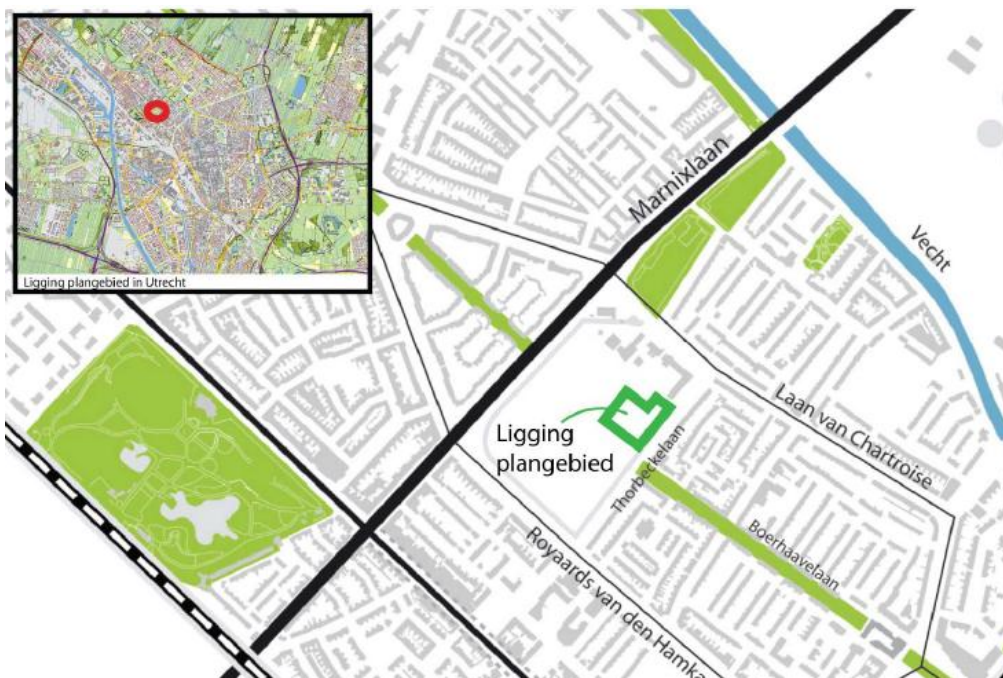 Ligging plangebied in Utrecht
Marnixlaan
Vecht
Laan van Chartroise
Ligging
plangebied
Thorbeckelaan
Boerhaavelaan
Royaards van den Hamka